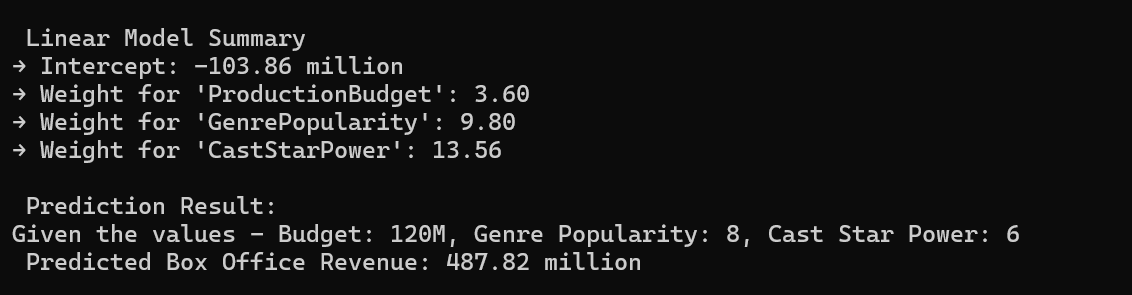 Linear Model Summary
→ Intercept: -103.86 million
→ Weight for 'ProductionBudget': 3.60
→ Weight for 'GenrePopularity': 9.80
→ Weight for 'CastStarPower': 13.56
Prediction Result:
Given the values - Budget: 120M, Genre Popularity: 8, Cast Star Power: 6
Predicted Box Office Revenue: 487.82 million